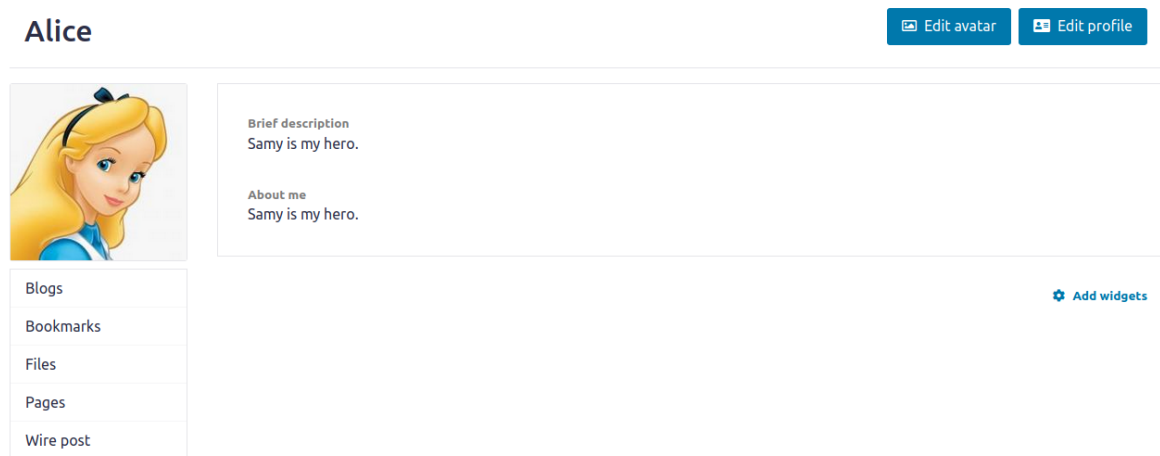 Alice
Edit avatar
Edit profile
Brief description
Samy is my hero.
About me
Samy is my hero.
Blogs
Bookmarks
Files
Pages
Wire post
Add widgets